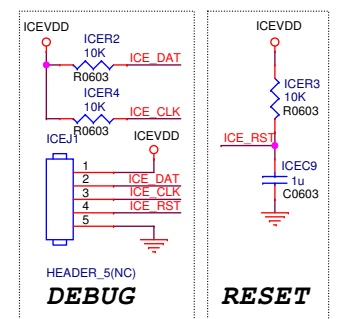 ICEVDD
ICER2
10K
ICE_DAT
R0603
ICER4
10K
ICE_CLK
R0603
ICEJ1
ICEVDD
1
2 ICE_DAT
3 ICE_CLK
4 ICE_RST
5
HEADER_5(NC)
DEBUG
ICEVDD
ICER3
10K
R0603
ICE_RST
ICEC9
1u
C0603
RESET